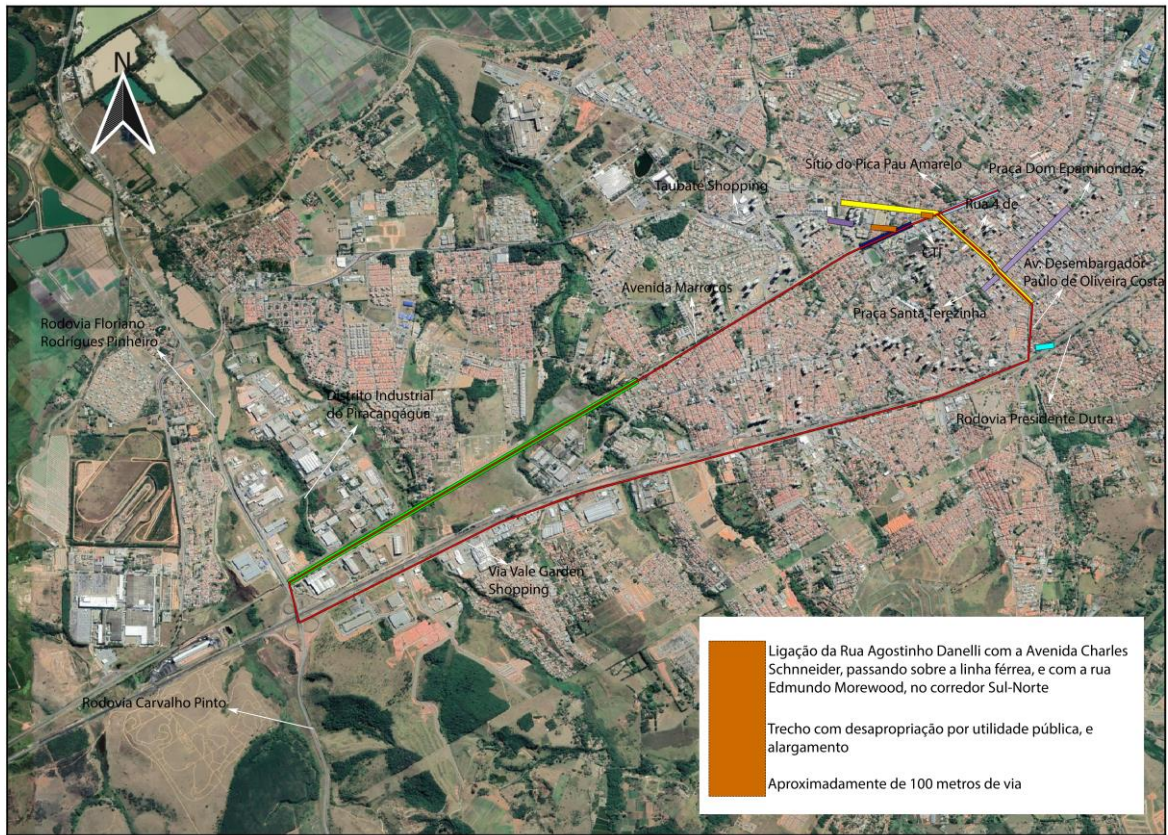 N
Sítio do Pica Pau Amarelo
Praça Dom Epaminondas
Taubaté Shopping
Rua 4 de
CTI
Av. Desembargador
Paulo de Oliveira Costa
Avenida Marrocos
Praça Santa Terezinha
Rodovia Floriano
Rodrigues Pinheiro
Distrito Industrial
do Piracangágua
Rodovia Presidente Dutra
Via Vale Garden
Shopping
Rodovia Carvalho Pinto
Ligação da Rua Agostinho Danelli com a Avenida Charles
Schnneider, passando sobre a linha férrea, e com a rua
Edmundo Morewood, no corredor Sul-Norte
Trecho com desapropriação por utilidade pública, e
alargamento
Aproximadamente de 100 metros de via